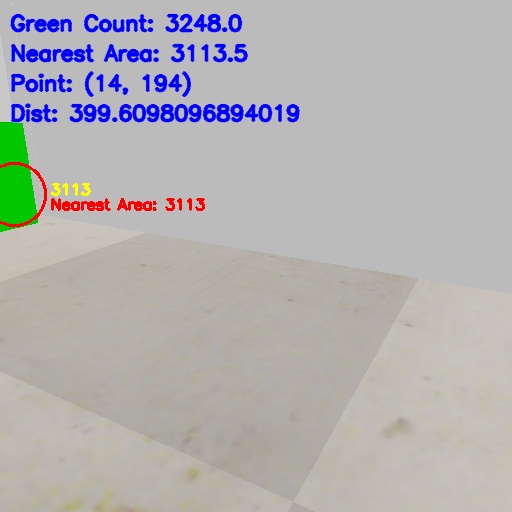 Green Count: 3248.0
Nearest Area: 3113.5
Point: (14, 194)
Dist: 399.6098096894019
3113
Nearest Area: 3113